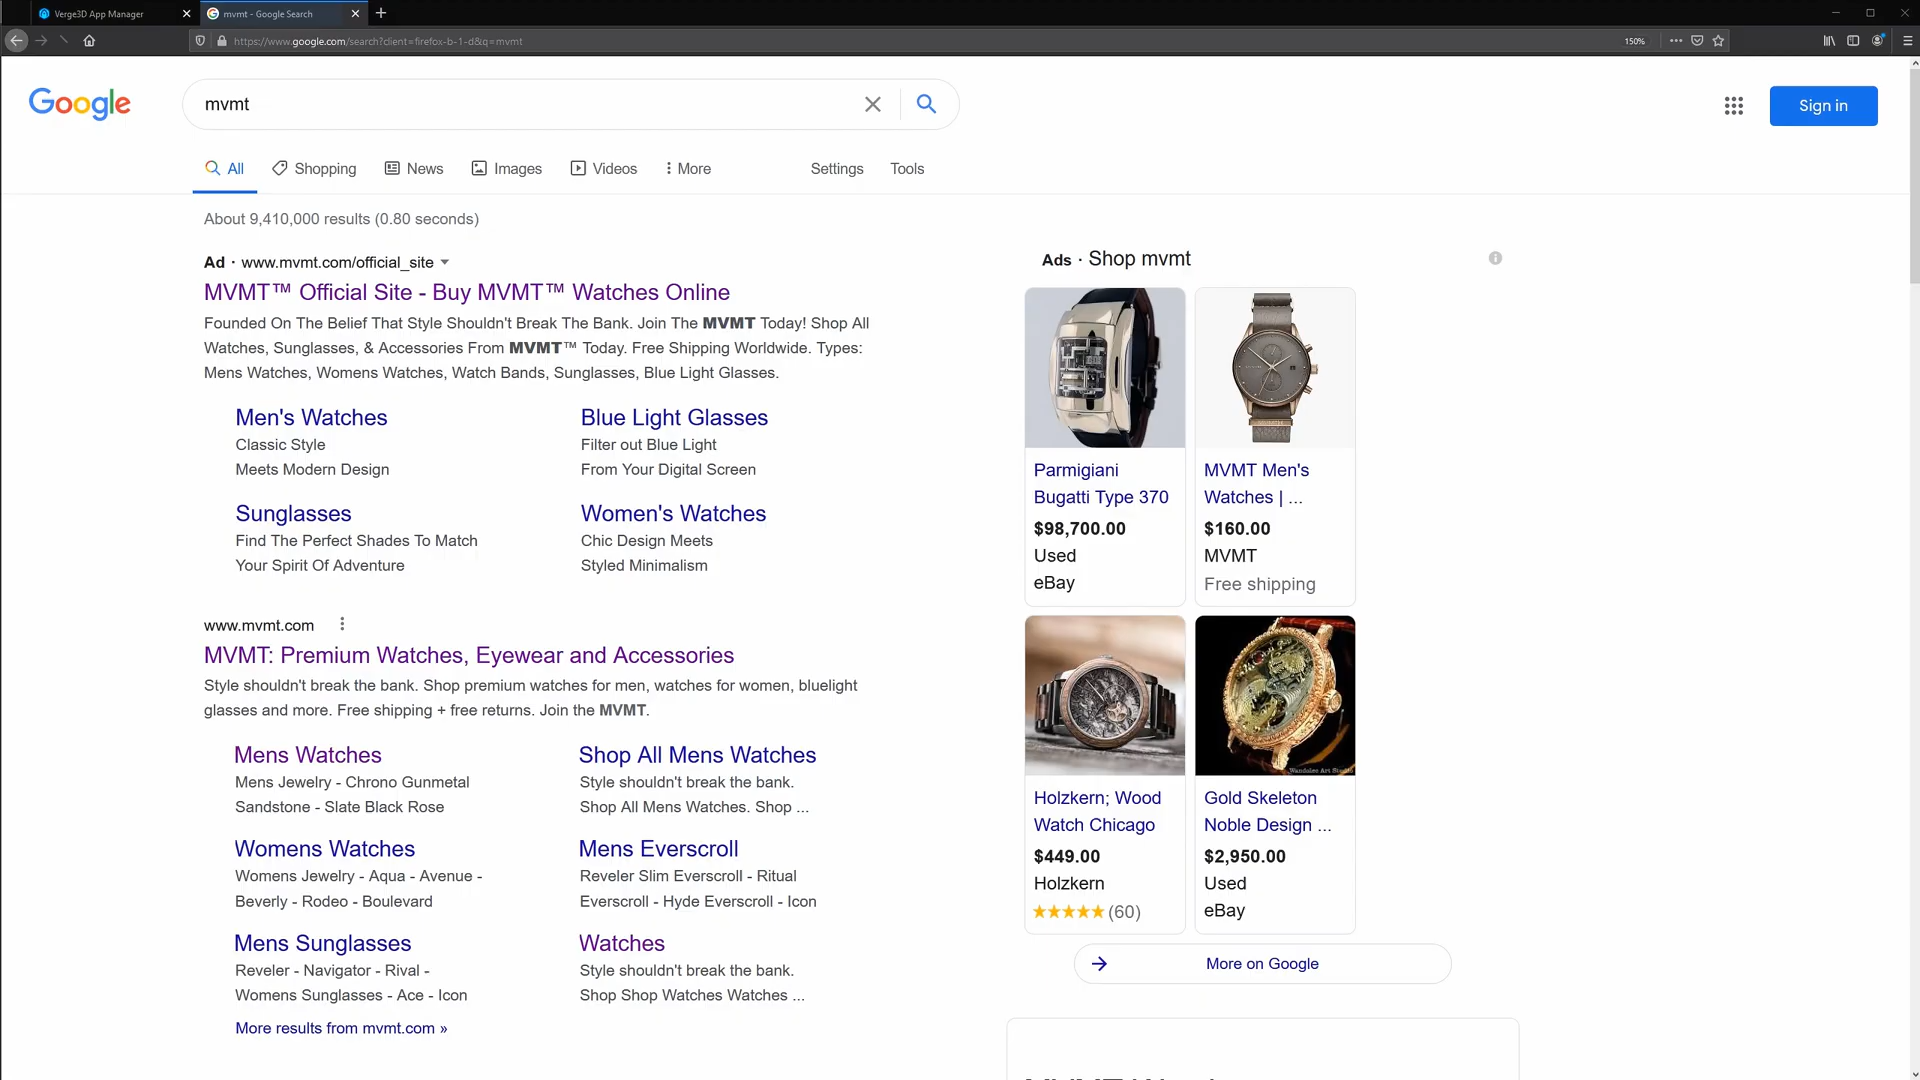 Verge3D App Manager
mvmt - Google Search
https://www.google.com/search?client=firefox-b-1-d&q=mvmt
150%
Google
mvmt
Sign in
All
Shopping
News
Images
Videos
More
Settings
Tools
About 9,410,000 results (0.80 seconds)
Ad · www.mvmt.com/official_site
MVMT™ Official Site - Buy MVMT™ Watches Online
Founded On The Belief That Style Shouldn't Break The Bank. Join The MVMT Today! Shop All
Watches, Sunglasses, & Accessories From MVMT™ Today. Free Shipping Worldwide. Types:
Mens Watches, Womens Watches, Watch Bands, Sunglasses, Blue Light Glasses.
Men's Watches
Classic Style
Meets Modern Design
Blue Light Glasses
Filter out Blue Light
From Your Digital Screen
Sunglasses
Find The Perfect Shades To Match
Your Spirit Of Adventure
Women's Watches
Chic Design Meets
Styled Minimalism
www.mvmt.com
MVMT: Premium Watches, Eyewear and Accessories
Style shouldn't break the bank. Shop premium watches for men, watches for women, bluelight
glasses and more. Free shipping + free returns. Join the MVMT.
Mens Watches
Mens Jewelry - Chrono Gunmetal
Sandstone - Slate Black Rose
Shop All Mens Watches
Style shouldn't break the bank.
Shop All Mens Watches. Shop ...
Womens Watches
Womens Jewelry - Aqua - Avenue -
Beverly - Rodeo - Boulevard
Mens Everscroll
Reveler Slim Everscroll - Ritual
Everscroll - Hyde Everscroll - Icon
Mens Sunglasses
Reveler - Navigator - Rival -
Womens Sunglasses - Ace - Icon
Watches
Style shouldn't break the bank.
Shop Shop Watches Watches ...
More results from mvmt.com »
Ads · Shop mvmt
Parmigiani
Bugatti Type 370
$98,700.00
Used
eBay
MVMT Men's
Watches | ...
$160.00
MVMT
Free shipping
Wandolec Art Studio
Holzkern; Wood
Watch Chicago
$449.00
Holzkern
(60)
Gold Skeleton
Noble Design ...
$2,950.00
Used
eBay
More on Google